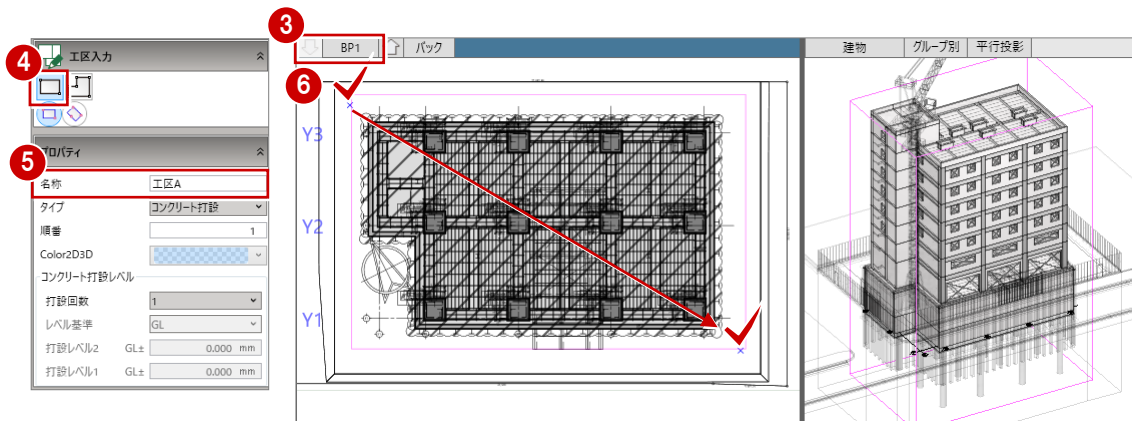 3
BP1 バック
建物 グループ別 平行投影
4
工区入力
6
5
プロパティ
名称 工区A
タイプ コンクリート打設
順番 1
Color2D3D
コンクリート打設レベル
打設回数 1
レベル基準 GL
打設レベル2 GL± 0.000 mm
打設レベル1 GL± 0.000 mm
Y3
Y2
Y1